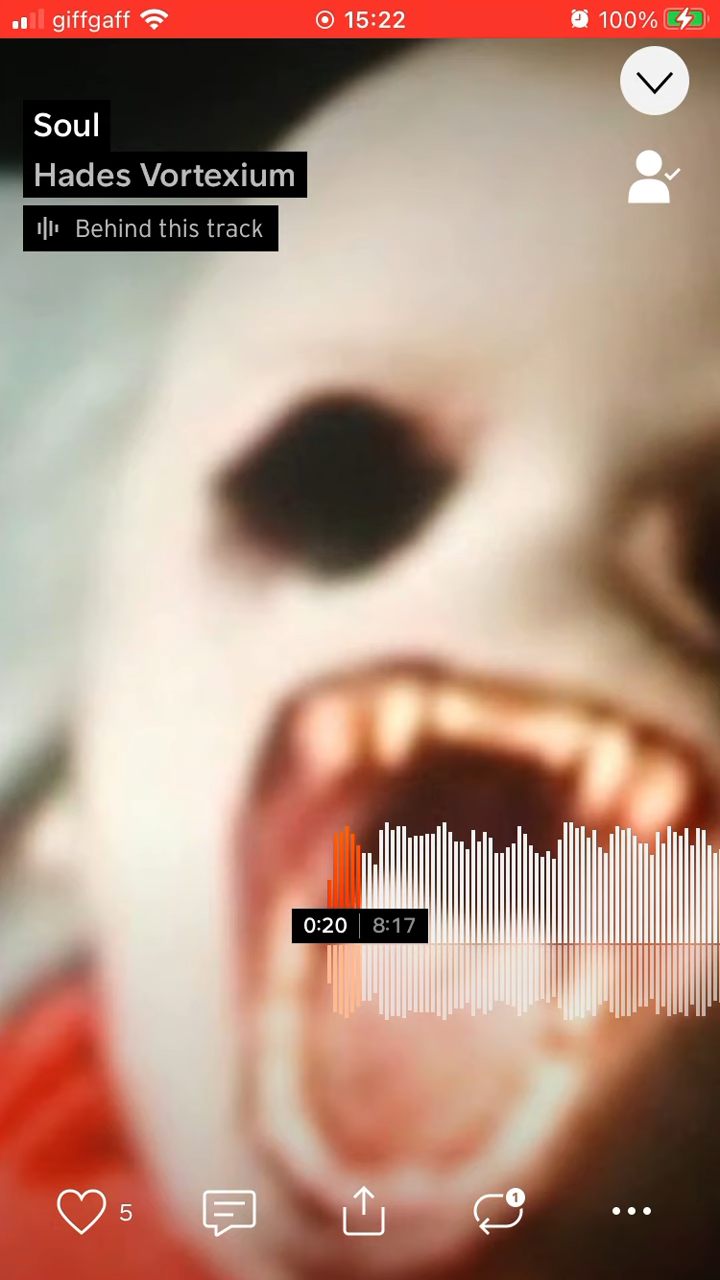 giffgaff 15:22 100%
Soul
Hades Vortexium
Behind this track
0:20 8:17
5 1